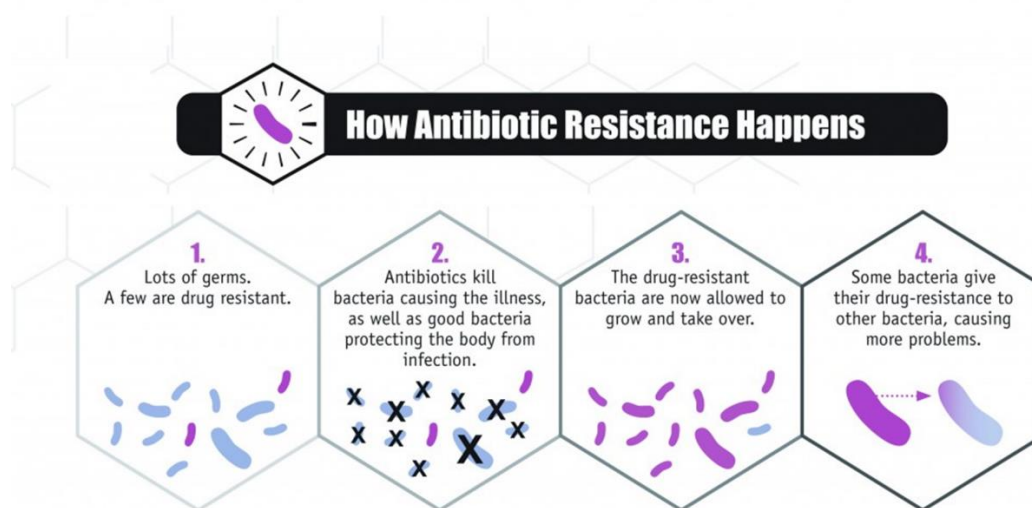 How Antibiotic Resistance Happens
1.
Lots of germs.
A few are drug resistant.
2.
Antibiotics kill
bacteria causing the illness,
as well as good bacteria
protecting the body from
infection.
X X X X X X X X X
3.
The drug-resistant
bacteria are now allowed to
grow and take over.
4.
Some bacteria give
their drug-resistance to
other bacteria, causing
more problems.